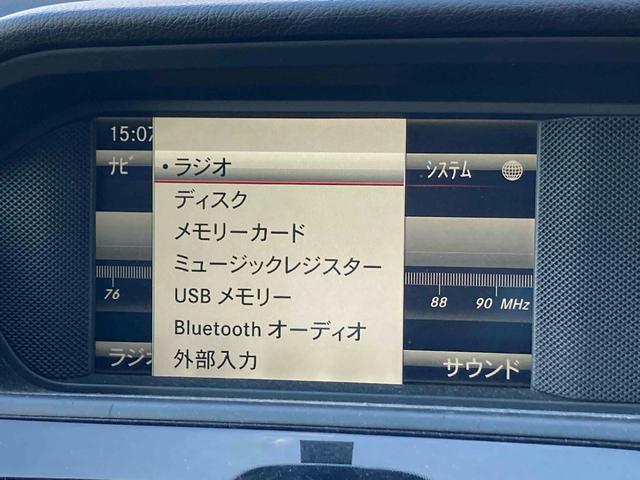 15:07
ナビ
システム
•ラジオ
ディスク
メモリーカード
ミュージックレジスター
USB メモリー
Bluetooth オーディオ
外部入力
76
88 90 MHz
ラジオ
サウンド